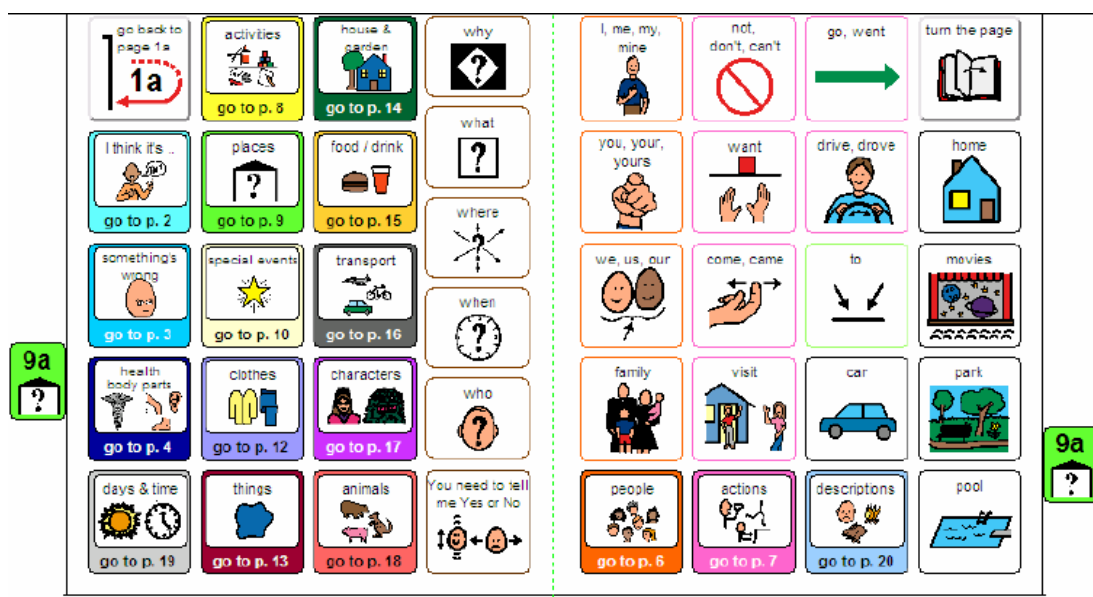 go back to
page 1a
1a
activities
go to p. 8
house &
garden
go to p. 14
why
?
I think it's ..
go to p. 2
places
?
go to p. 9
food / drink
go to p. 15
what
?
something's
wrong
go to p. 3
special events
go to p. 10
transport
go to p. 16
where
?
when
?
health
body parts
go to p. 4
clothes
go to p. 12
characters
go to p. 17
who
?
days & time
go to p. 19
things
go to p. 13
animals
go to p. 18
You need to tell
me Yes or No
9a
?
I, me, my,
mine
not,
don't, can't
go, went
turn the page
you, your,
yours
want
drive, drove
home
we, us, our
come, came
to
movies
family
visit
car
park
people
go to p. 6
actions
go to p. 7
descriptions
go to p. 20
pool
9a
?